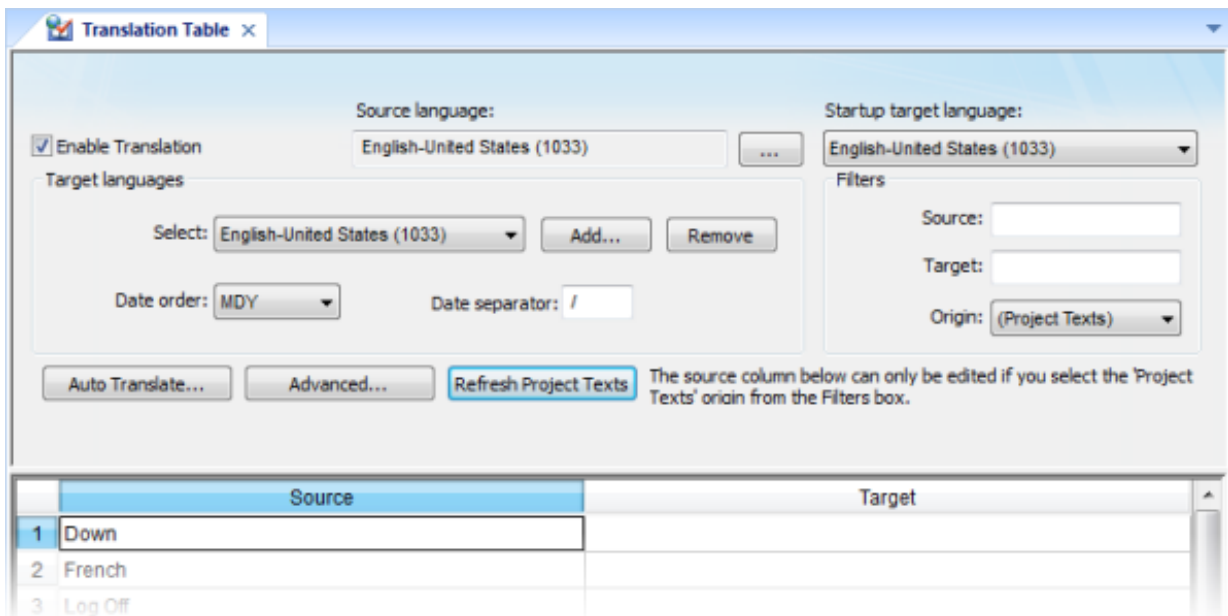 Translation Table
Source language:
Startup target language:
Enable Translation
English-United States (1033)
...
English-United States (1033)
Target languages
Filters
Select: English-United States (1033)
Add...
Remove
Source:
Target:
Date order: MDY
Date separator: /
Origin: (Project Texts)
Auto Translate...
Advanced...
Refresh Project Texts
The source column below can only be edited if you select the 'Project
Texts' origin from the Filters box.
Source
Target
1 Down
2 French
3 Log Off